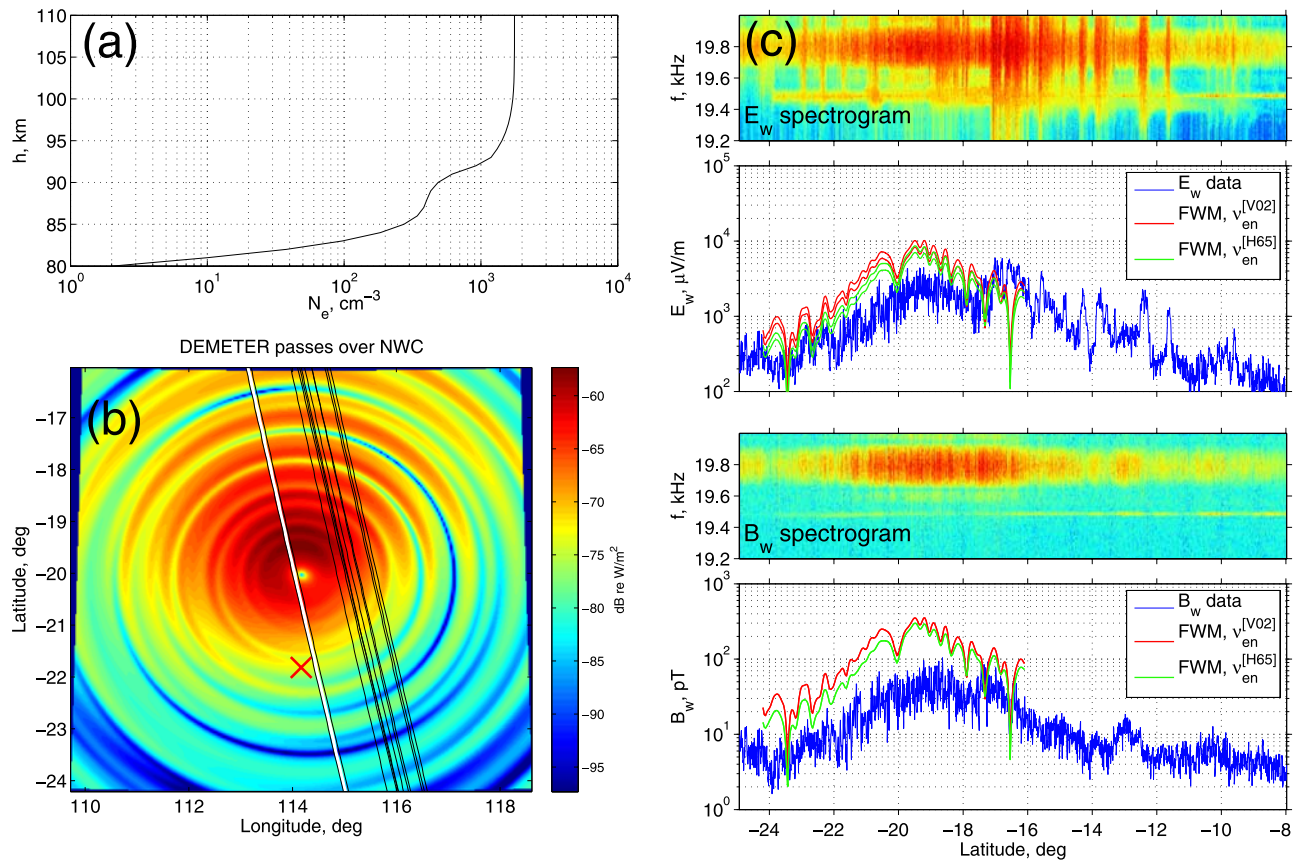 (a)
110
105
100
95
90
85
80
h, km
10^0
10^1
10^2
10^3
10^4
N_e, cm^−3
DEMETER passes over NWC
(b)
−17
−18
−19
−20
−21
−22
−23
−24
Latitude, deg
110
112
114
116
118
Longitude, deg
−60
−65
−70
−75
−80
−85
−90
−95
dB re W/m^2
(c)
19.8
19.6
19.4
19.2
f, kHz
E_w spectrogram
10^5
10^4
10^3
10^2
E_w, μV/m
E_w data
FWM, ν_en^[V02]
FWM, ν_en^[H65]
19.8
19.6
19.4
19.2
f, kHz
B_w spectrogram
10^3
10^2
10^1
10^0
B_w, pT
B_w data
FWM, ν_en^[V02]
FWM, ν_en^[H65]
−24
−22
−20
−18
−16
−14
−12
−10
−8
Latitude, deg